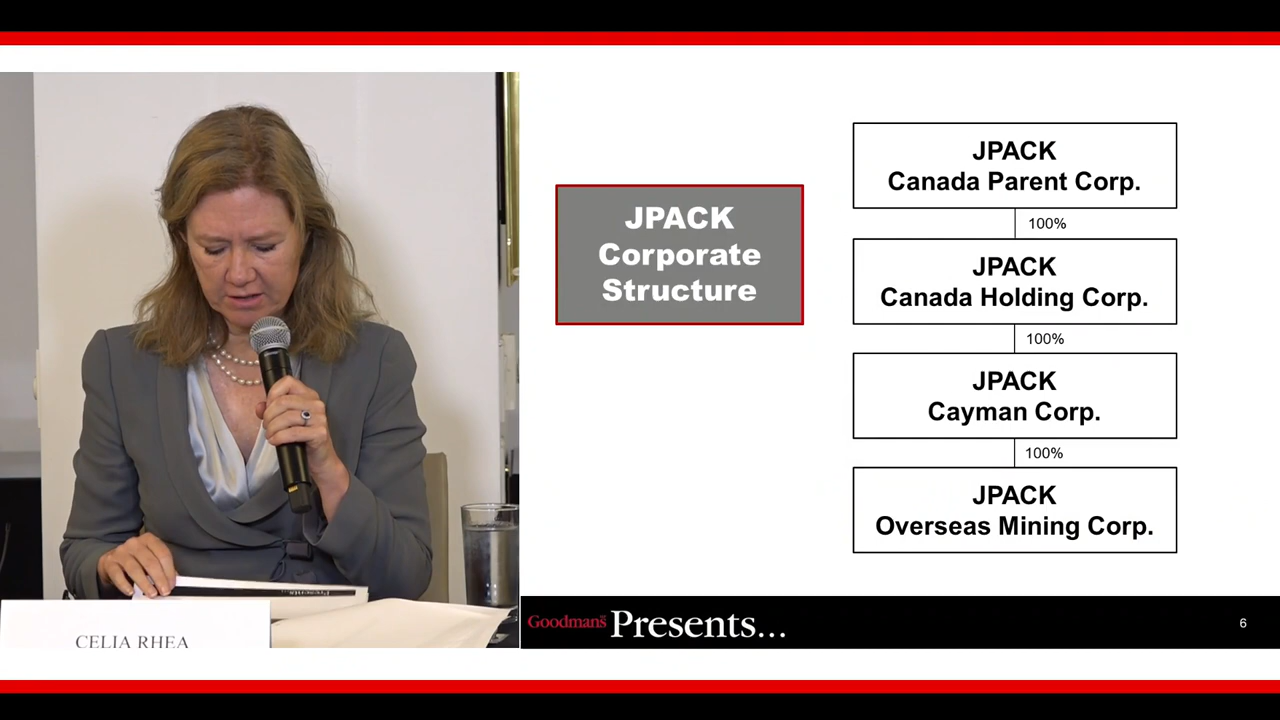 JPACK
Corporate
Structure
JPACK
Canada Parent Corp.
100%
JPACK
Canada Holding Corp.
100%
JPACK
Cayman Corp.
100%
JPACK
Overseas Mining Corp.
CELIA RHEA
Presents...
Goodmans Presents...
6